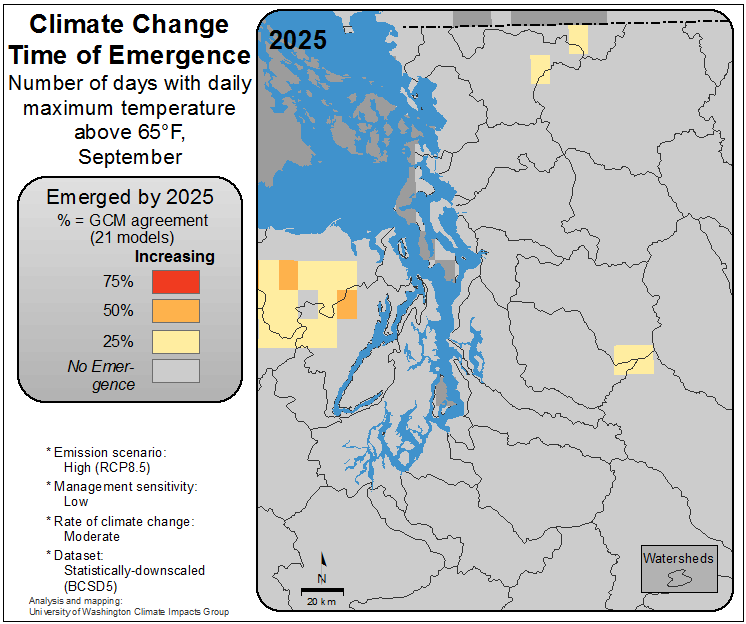 Climate Change
Time of Emergence
Number of days with daily
maximum temperature
above 65°F,
September
Emerged by 2025
% = GCM agreement
(21 models)
Increasing
75%
50%
25%
No Emer-
gence
* Emission scenario:
High (RCP8.5)
* Management sensitivity:
Low
* Rate of climate change:
Moderate
* Dataset:
Statistically-downscaled
(BCSD5)
Analysis and mapping:
University of Washington Climate Impacts Group
2025
N
20 km
Watersheds